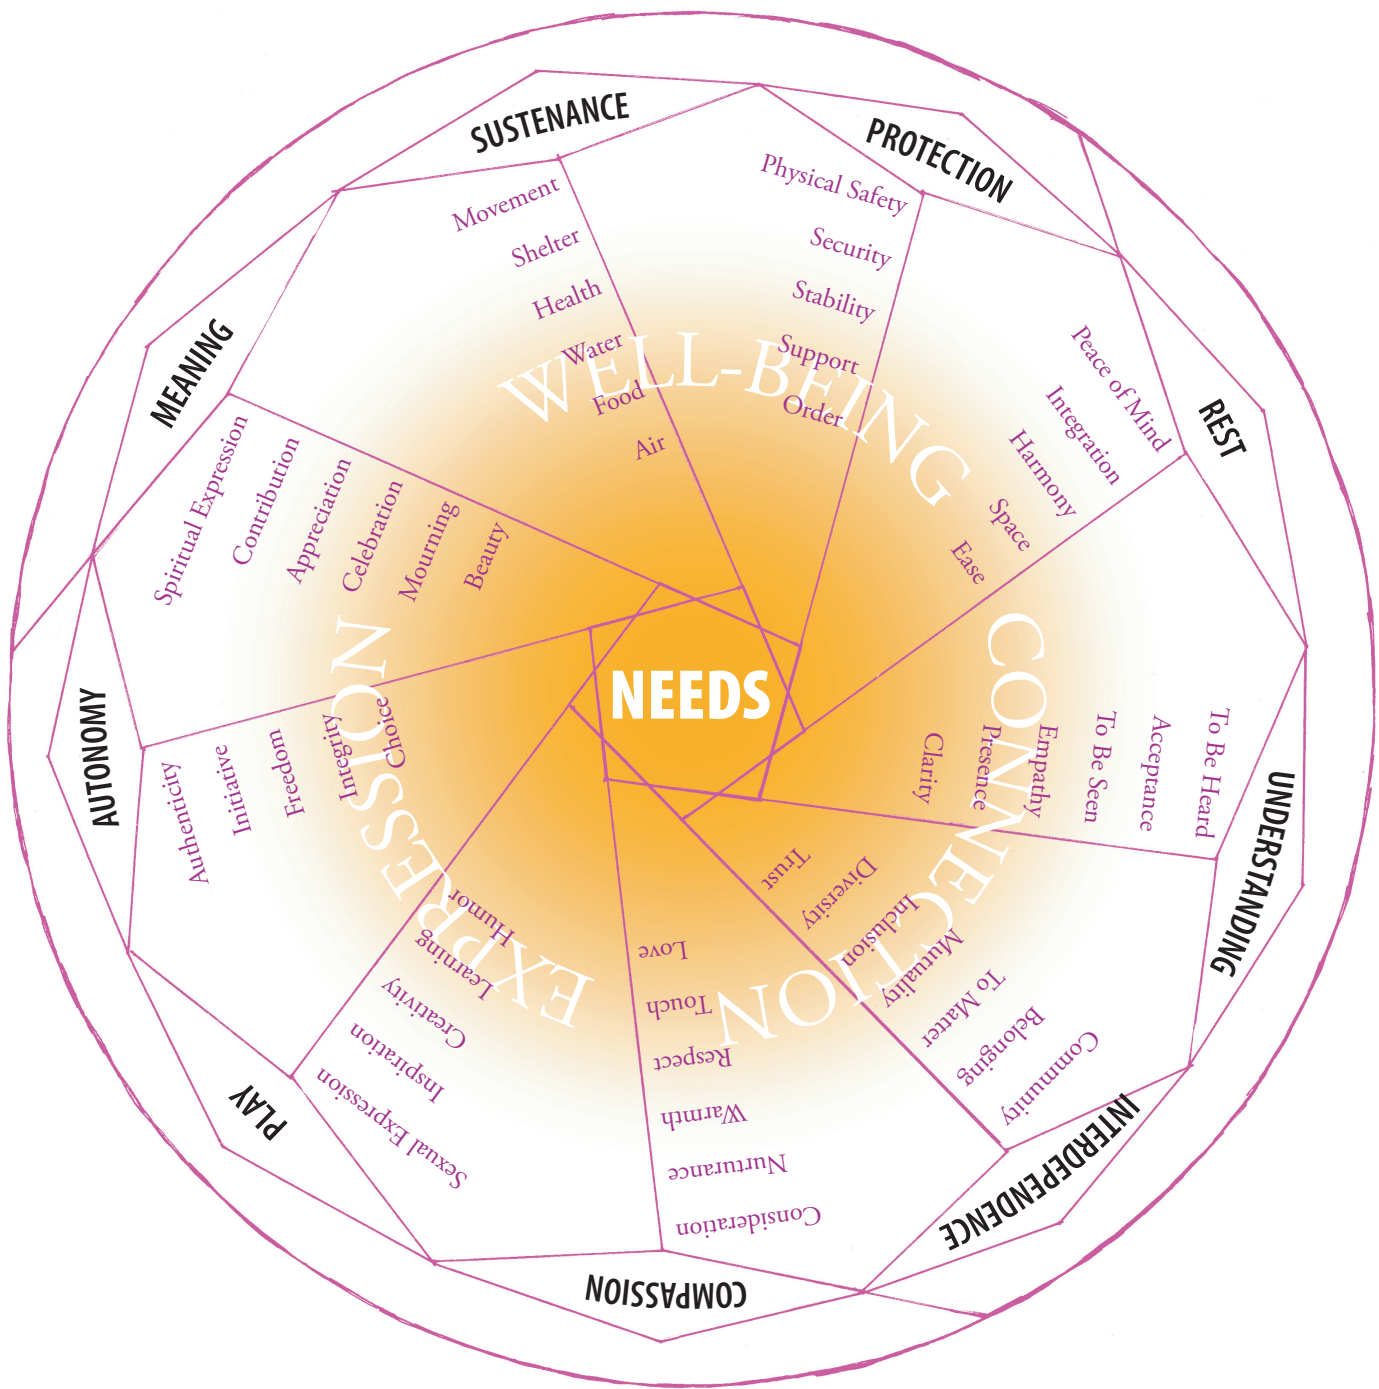 NEEDS
WELL-BEING
SUSTENANCE
Movement
Shelter
Health
Water
Food
Air
PROTECTION
Physical Safety
Security
Stability
Support
Order
REST
Peace of Mind
Integration
Harmony
Space
Ease
CONNECTION
UNDERSTANDING
To Be Heard
Acceptance
To Be Seen
Empathy
Presence
Clarity
INTERDEPENDENCE
Community
Belonging
To Matter
Mutuality
Inclusion
Diversity
Trust
COMPASSION
Consideration
Nurturance
Warmth
Respect
Touch
Love
EXPRESSION
PLAY
Sexual Expression
Inspiration
Creativity
Learning
Humor
AUTONOMY
Authenicity
Initiative
Freedom
Integrity
Choice
MEANING
Spiritual Expression
Contribution
Appreciation
Celebration
Mourning
Beauty